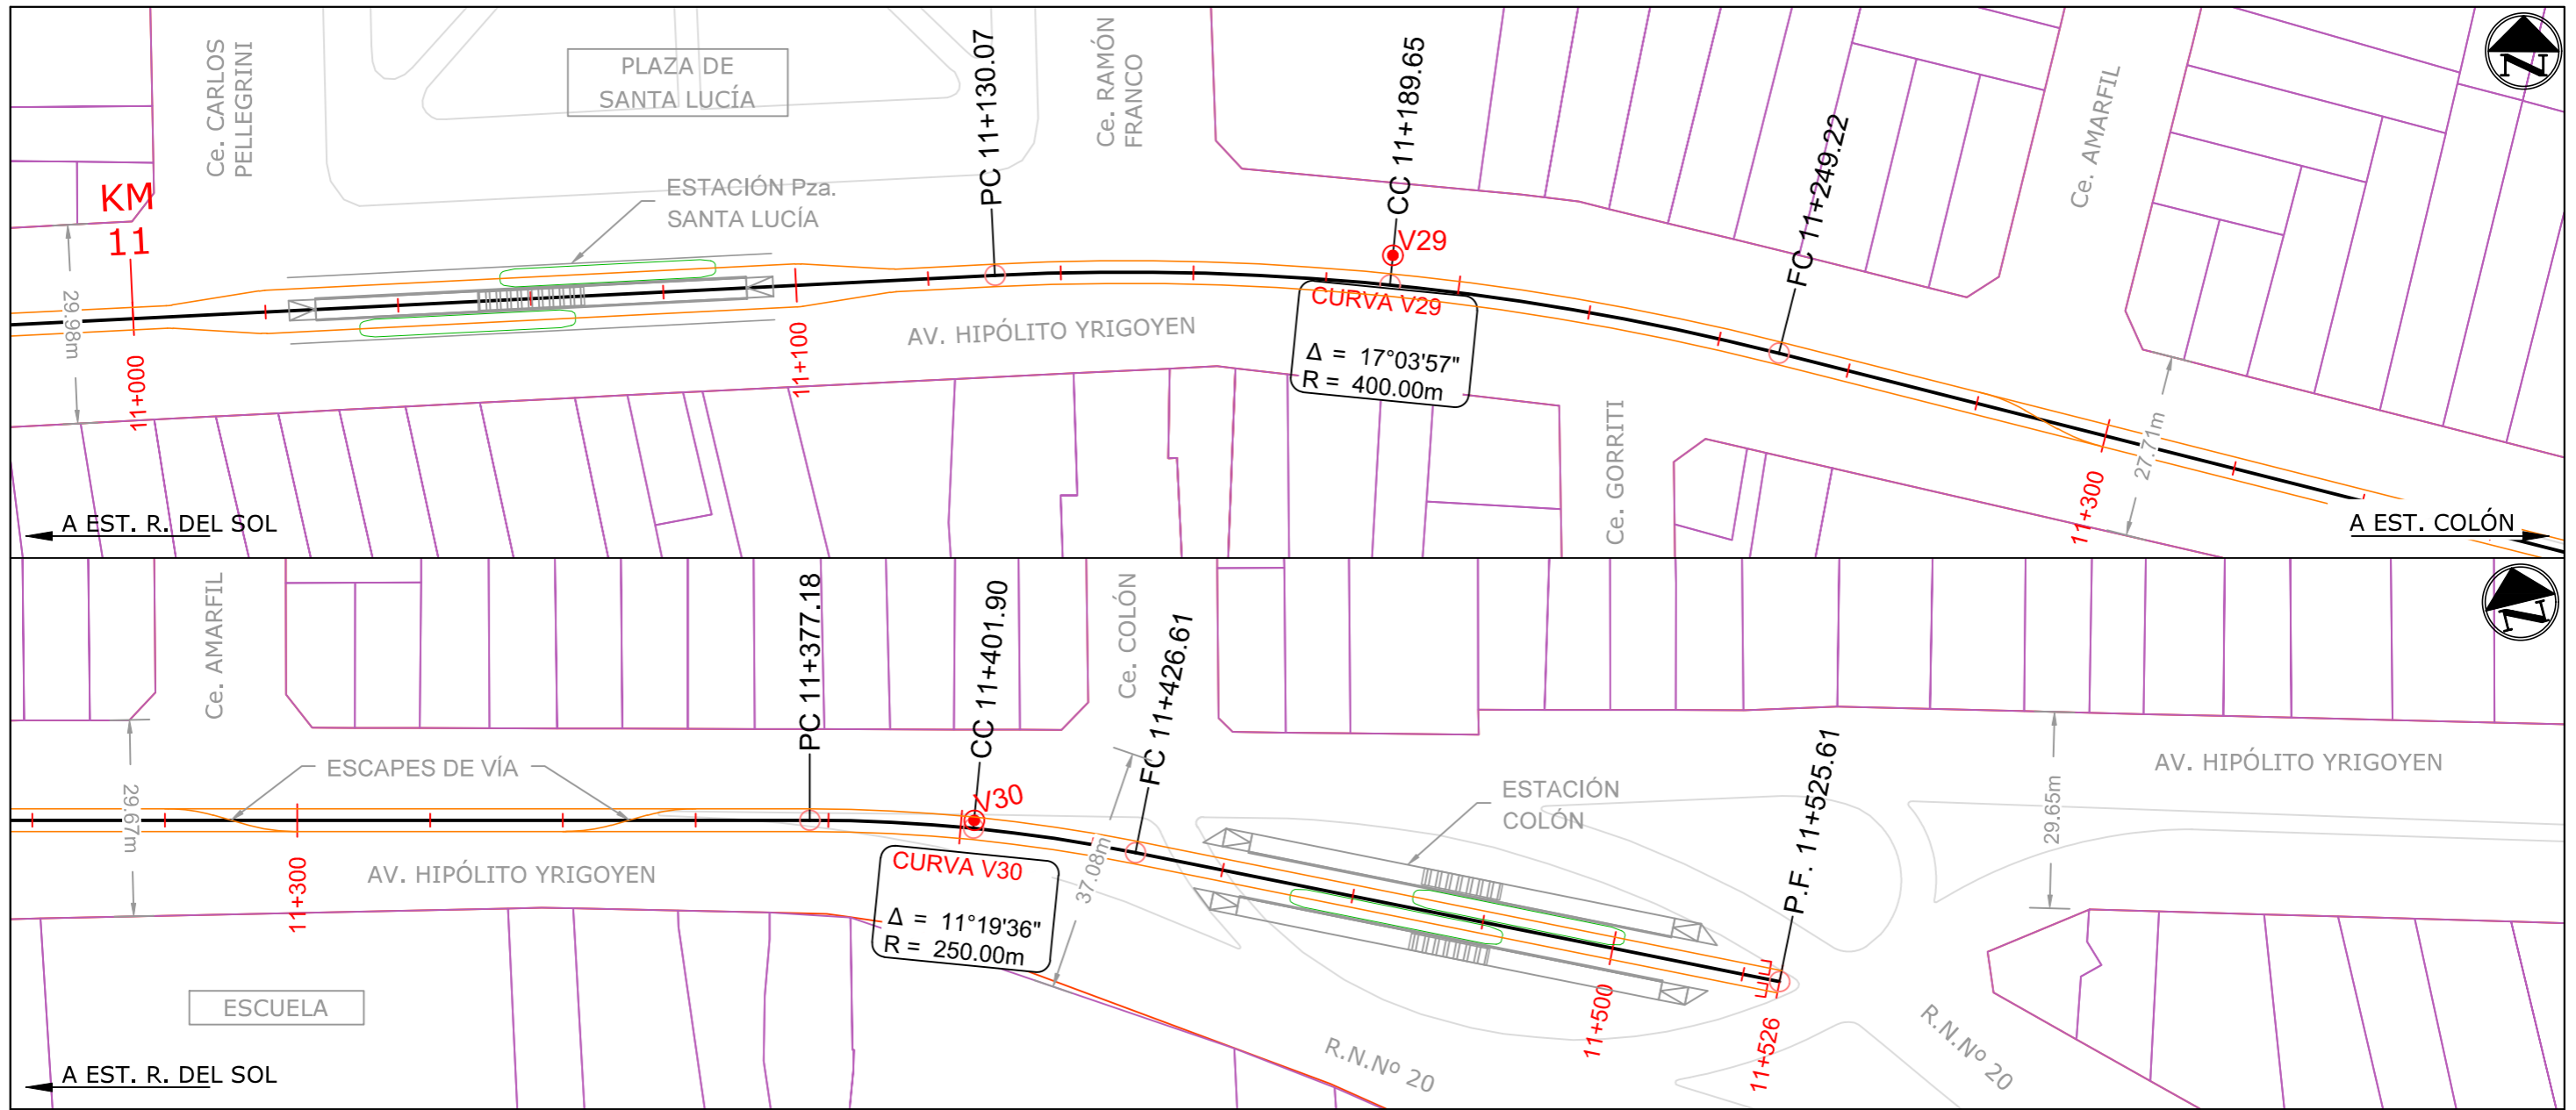 Ce. CARLOS
PELLEGRINI
PLAZA DE
SANTA LUCÍA
PC 11+130.07
Ce. RAMÓN
FRANCO
CC 11+189.65
FC 11+249.22
Ce. AMARFIL
N
KM
11
ESTACIÓN Pza.
SANTA LUCÍA
V29
29.98m
11+000
11+100
AV. HIPÓLITO YRIGOYEN
CURVA V29
Δ = 17°03'57"
R = 400.00m
Ce. GORRITI
11+300
27.71m
A EST. R. DEL SOL
A EST. COLÓN
Ce. AMARFIL
PC 11+377.18
CC 11+401.90
Ce. COLÓN
FC 11+426.61
N
ESCAPES DE VÍA
V30
29.67m
11+300
AV. HIPÓLITO YRIGOYEN
CURVA V30
Δ = 11°19'36"
R = 250.00m
37.08m
ESTACIÓN
COLÓN
P.F. 11+525.61
AV. HIPÓLITO YRIGOYEN
29.65m
ESCUELA
11+500
11+526
R.N.Nº 20
R.N.Nº 20
A EST. R. DEL SOL